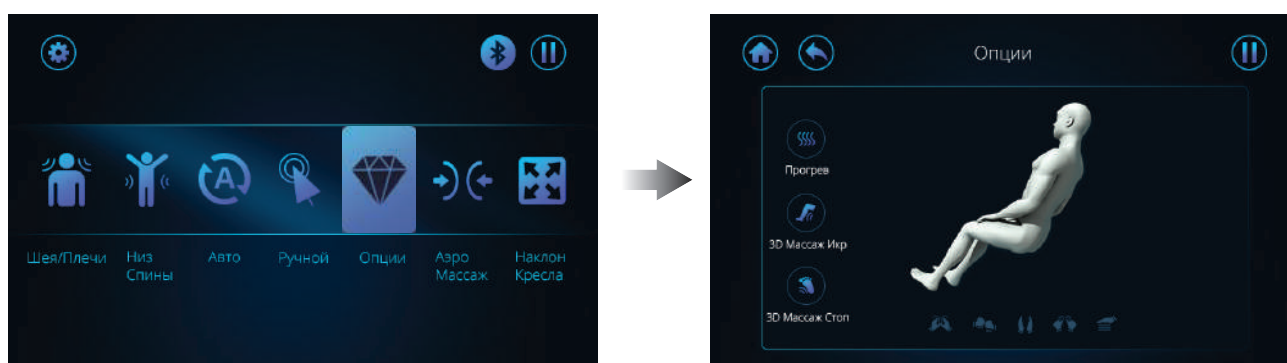 Шея/Плечи
Низ
Спины
Авто
Ручной
Опции
Аэро
Массаж
Наклон
Кресла
Опции
Прогрев
3D Массаж Икр
3D Массаж Стоп